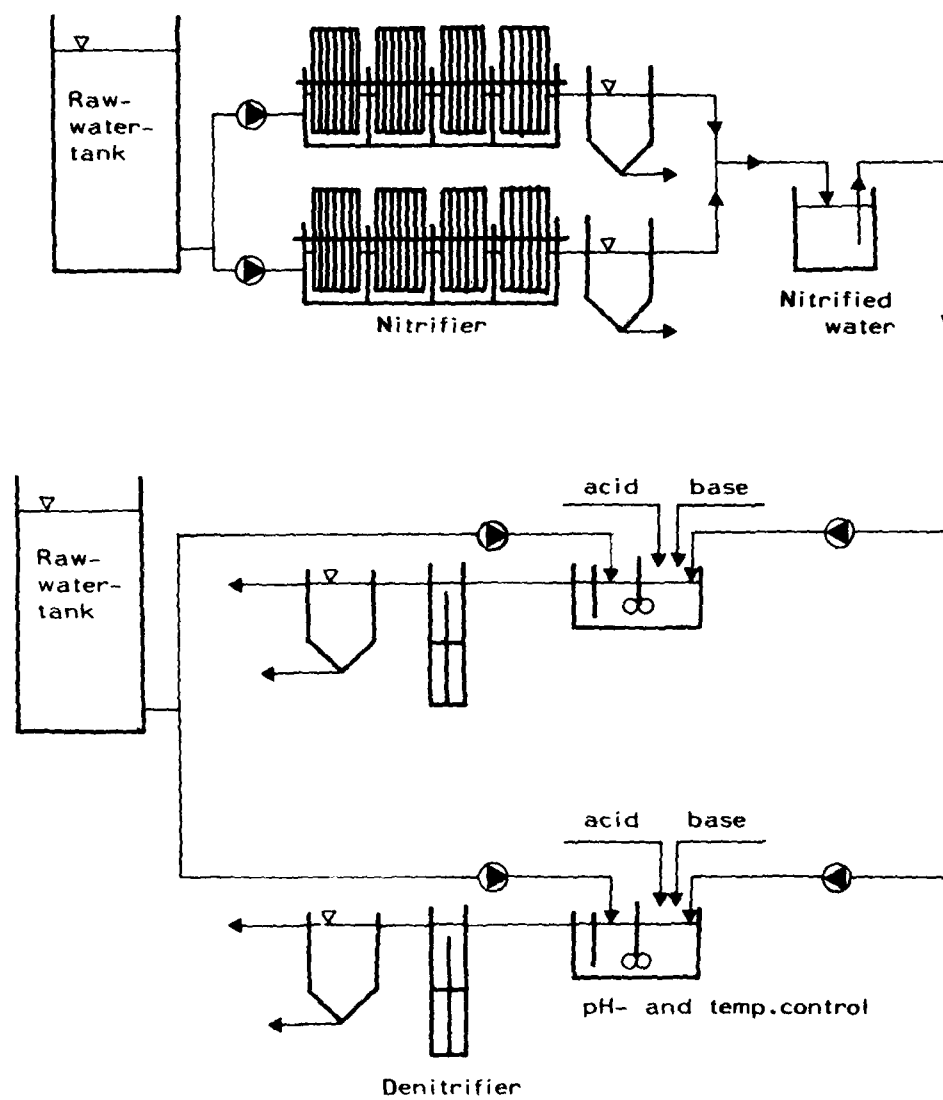 Raw-
water-
tank
Nitrifier
Nitrified
water
acid base
Raw-
water-
tank
acid base
pH- and temp.control
Denitrifier